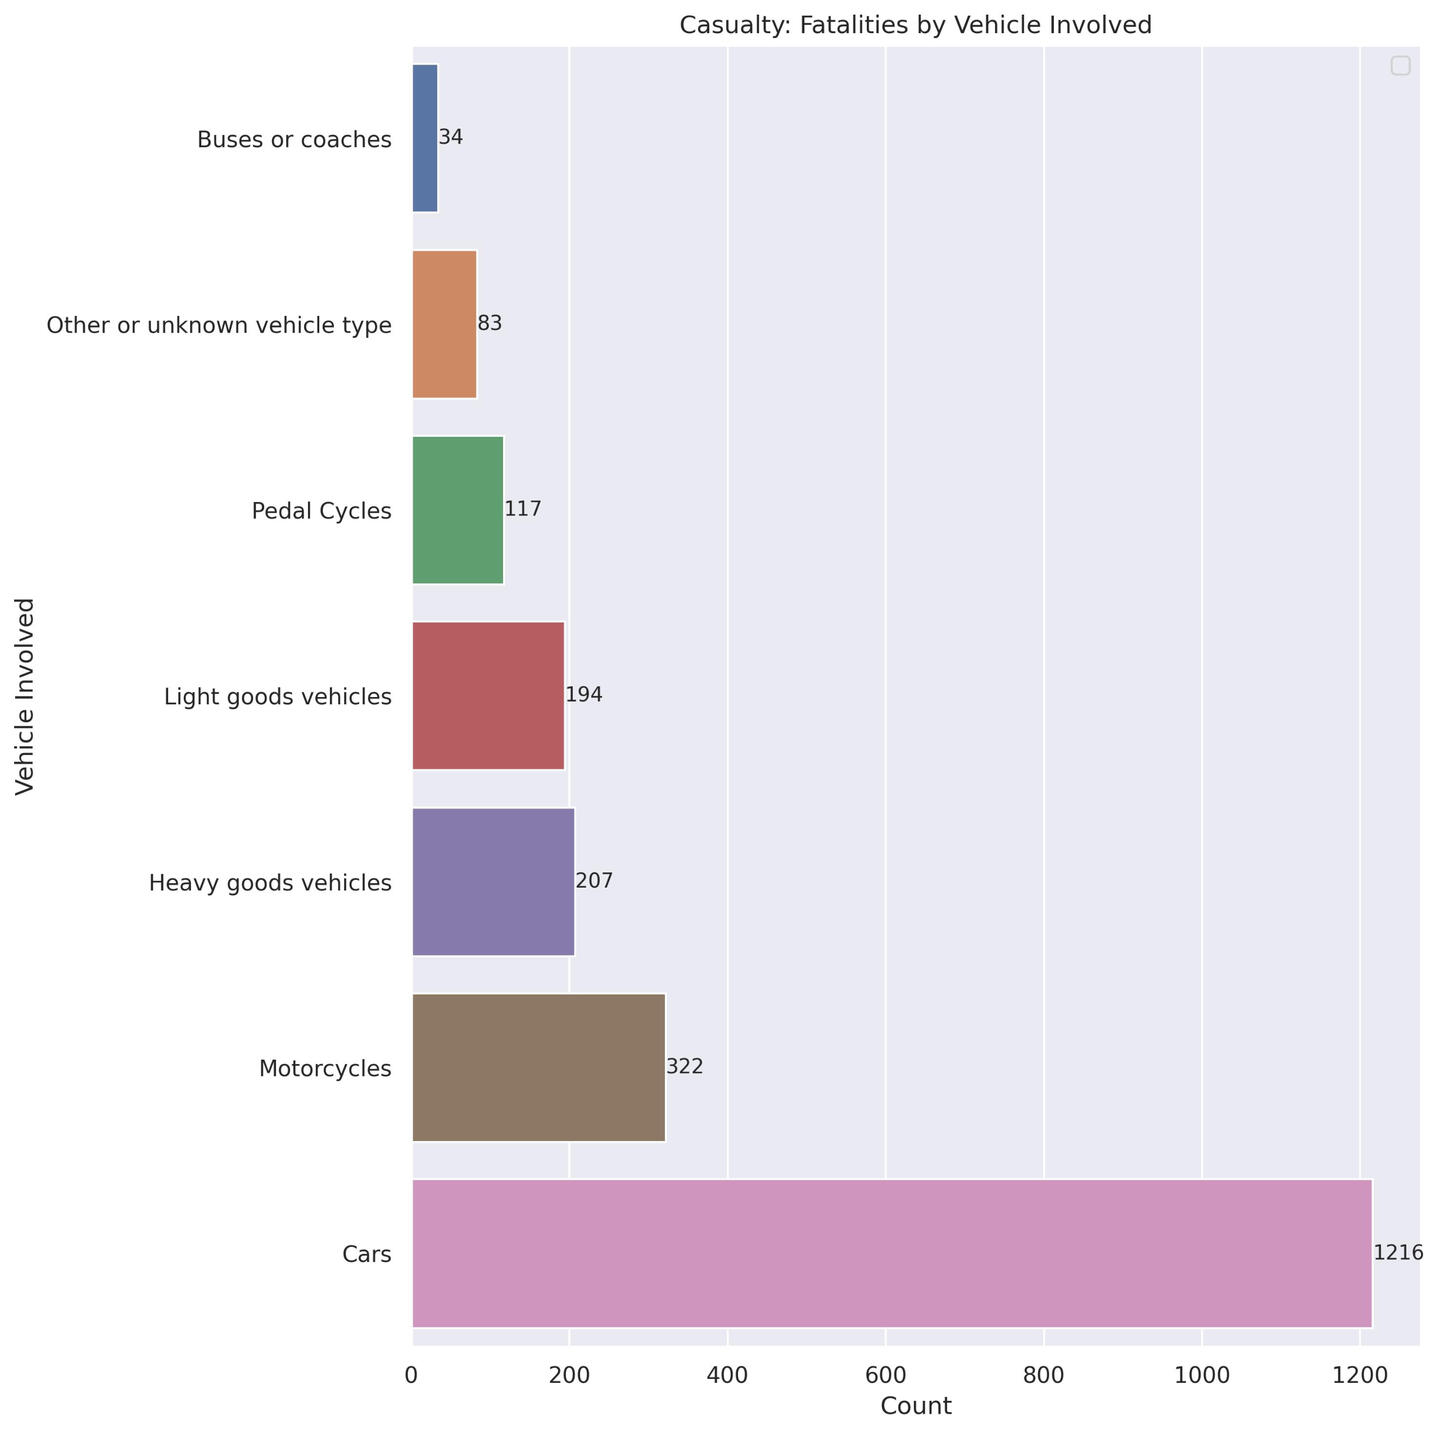 Casualty: Fatalities by Vehicle Involved
Buses or coaches
34
Other or unknown vehicle type
83
Pedal Cycles
117
Light goods vehicles
194
Heavy goods vehicles
207
Motorcycles
322
Cars
1216
Vehicle Involved
0 200 400 600 800 1000 1200
Count